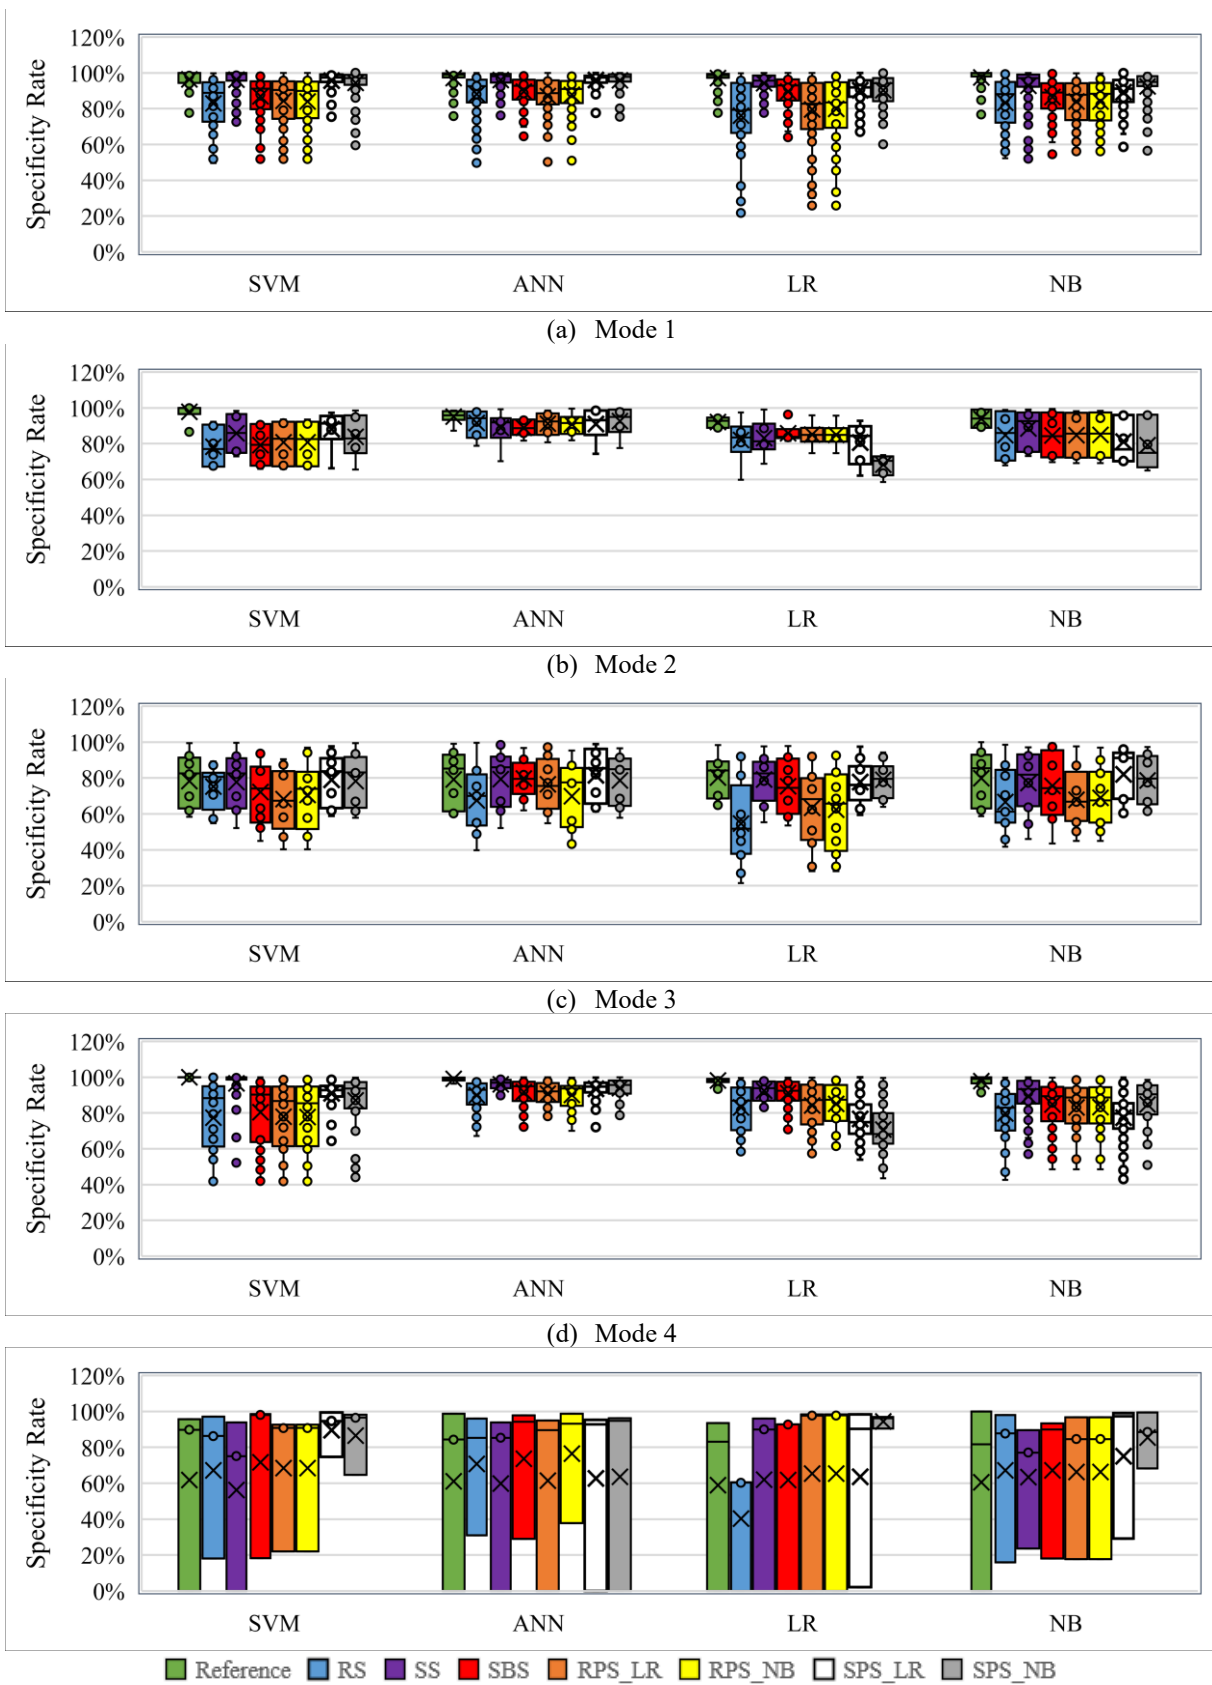 120%
100%
80%
60%
40%
20%
0%
Specificity Rate
SVM ANN LR NB
(a) Mode 1
120%
100%
80%
60%
40%
20%
0%
Specificity Rate
SVM ANN LR NB
(b) Mode 2
120%
100%
80%
60%
40%
20%
0%
Specificity Rate
SVM ANN LR NB
(c) Mode 3
120%
100%
80%
60%
40%
20%
0%
Specificity Rate
SVM ANN LR NB
(d) Mode 4
120%
100%
80%
60%
40%
20%
0%
Specificity Rate
SVM ANN LR NB
Reference RS SS SBS RPS_LR RPS_NB SPS_LR SPS_NB